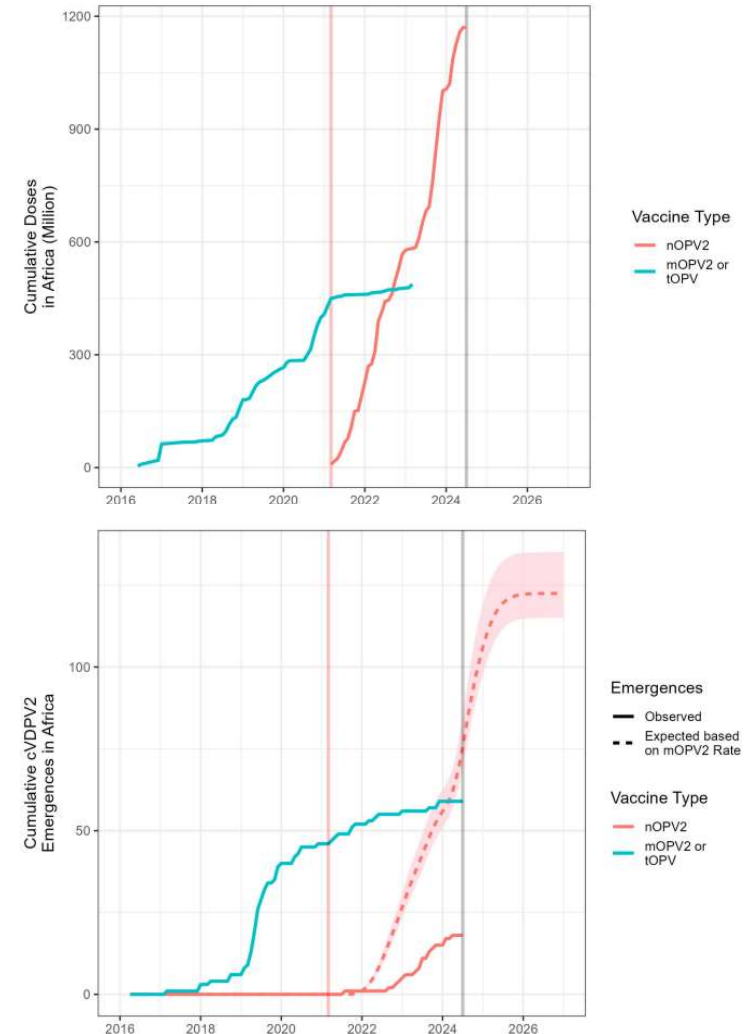 1200
900
600
300
0
Cumulative Doses
in Africa (Million)
2016 2018 2020 2022 2024 2026
Vaccine Type
nOPV2
mOPV2 or
tOPV
100
50
0
Cumulative cVDPV2
Emergences in Africa
2016 2018 2020 2022 2024 2026
Emergences
Observed
Expected based
on mOPV2 Rate
Vaccine Type
nOPV2
mOPV2 or
tOPV